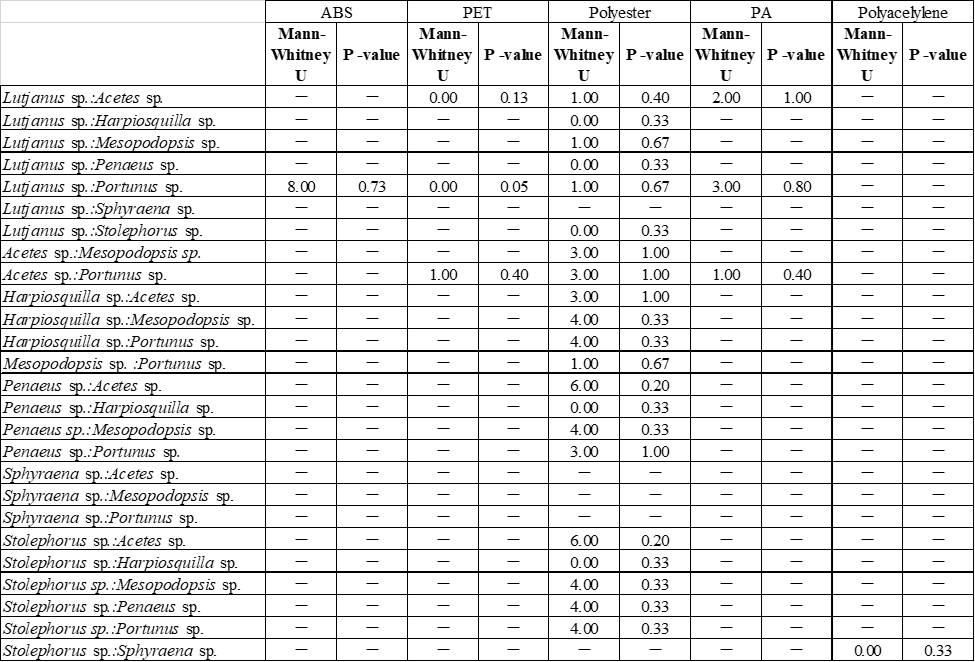 ABS PET Polyester PA Polyacelylene
Mann-Whitney U P -value Mann-Whitney U P -value Mann-Whitney U P -value Mann-Whitney U P -value Mann-Whitney U P -value
Lutjanus sp.:Acetes sp. — — 0.00 0.13 1.00 0.40 2.00 1.00 — —
Lutjanus sp.:Harpiosquilla sp. — — — — 0.00 0.33 — — — —
Lutjanus sp.:Mesopodopsis sp. — — — — 1.00 0.67 — — — —
Lutjanus sp.:Penaeus sp. — — — — 0.00 0.33 — — — —
Lutjanus sp.:Portunus sp. 8.00 0.73 0.00 0.05 1.00 0.67 3.00 0.80 — —
Lutjanus sp.:Sphyraena sp. — — — — — — — — — —
Lutjanus sp.:Stolephorus sp. — — — — 0.00 0.33 — — — —
Acetes sp.:Mesopodopsis sp. — — — — 3.00 1.00 — — — —
Acetes sp.:Portunus sp. — — 1.00 0.40 3.00 1.00 1.00 0.40 — —
Harpiosquilla sp.:Acetes sp. — — — — 3.00 1.00 — — — —
Harpiosquilla sp.:Mesopodopsis sp. — — — — 4.00 0.33 — — — —
Harpiosquilla sp.:Portunus sp. — — — — 4.00 0.33 — — — —
Mesopodopsis sp. :Portunus sp. — — — — 1.00 0.67 — — — —
Penaeus sp.:Acetes sp. — — — — 6.00 0.20 — — — —
Penaeus sp.:Harpiosquilla sp. — — — — 0.00 0.33 — — — —
Penaeus sp.:Mesopodopsis sp. — — — — 4.00 0.33 — — — —
Penaeus sp.:Portunus sp. — — — — 3.00 1.00 — — — —
Sphyraena sp.:Acetes sp. — — — — — — — — — —
Sphyraena sp.:Mesopodopsis sp. — — — — — — — — — —
Sphyraena sp.:Portunus sp. — — — — — — — — — —
Stolephorus sp.:Acetes sp. — — — — 6.00 0.20 — — — —
Stolephorus sp.:Harpiosquilla sp. — — — — 0.00 0.33 — — — —
Stolephorus sp.:Mesopodopsis sp. — — — — 4.00 0.33 — — — —
Stolephorus sp.:Penaeus sp. — — — — 4.00 0.33 — — — —
Stolephorus sp.:Portunus sp. — — — — 4.00 0.33 — — — —
Stolephorus sp.:Sphyraena sp. — — — — — — — — 0.00 0.33